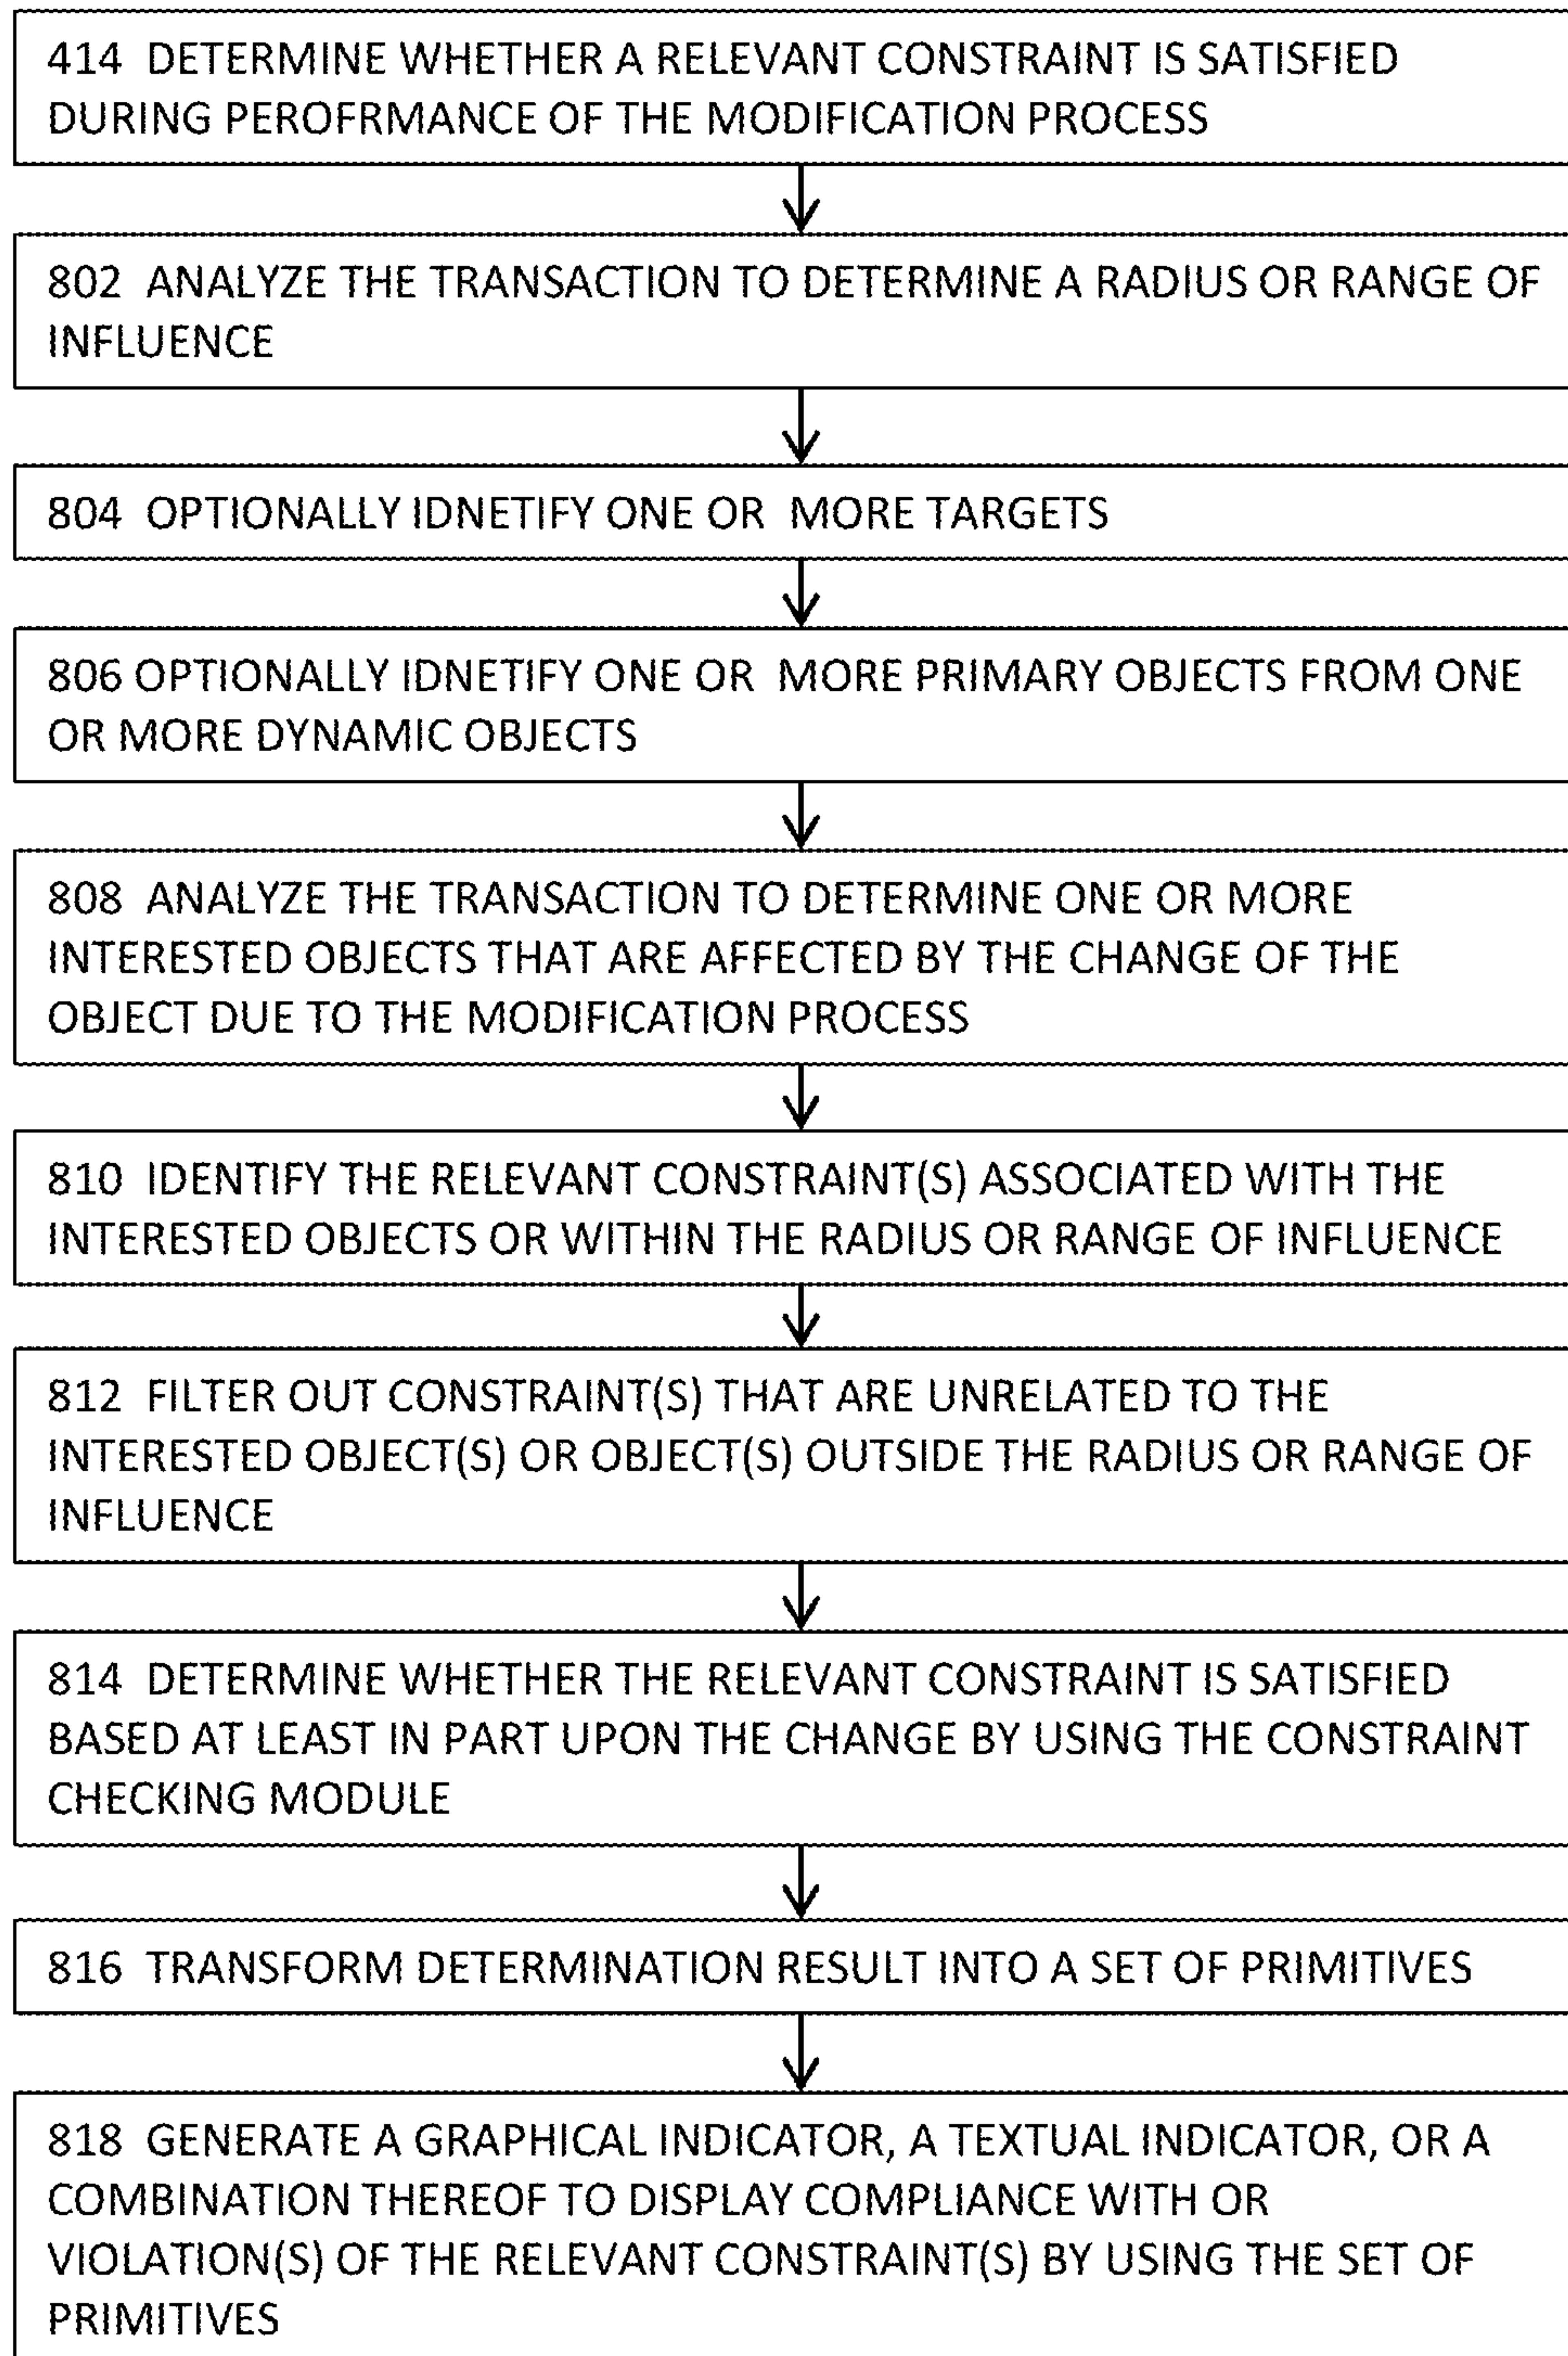 414 DETERMINE WHETHER A RELEVANT CONSTRAINT IS SATISFIED
DURING PEROFRMANCE OF THE MODIFICATION PROCESS
802 ANALYZE THE TRANSACTION TO DETERMINE A RADIUS OR RANGE OF
INFLUENCE
804 OPTIONALLY IDNETIFY ONE OR MORE TARGETS
806 OPTIONALLY IDNETIFY ONE OR MORE PRIMARY OBJECTS FROM ONE
OR MORE DYNAMIC OBJECTS
808 ANALYZE THE TRANSACTION TO DETERMINE ONE OR MORE
INTERESTED OBJECTS THAT ARE AFFECTED BY THE CHANGE OF THE
OBJECT DUE TO THE MODIFICATION PROCESS
810 IDENTIFY THE RELEVANT CONSTRAINT(S) ASSOCIATED WITH THE
INTERESTED OBJECTS OR WITHIN THE RADIUS OR RANGE OF INFLUENCE
812 FILTER OUT CONSTRAINT(S) THAT ARE UNRELATED TO THE
INTERESTED OBJECT(S) OR OBJECT(S) OUTSIDE THE RADIUS OR RANGE OF
INFLUENCE
814 DETERMINE WHETHER THE RELEVANT CONSTRAINT IS SATISFIED
BASED AT LEAST IN PART UPON THE CHANGE BY USING THE CONSTRAINT
CHECKING MODULE
816 TRANSFORM DETERMINATION RESULT INTO A SET OF PRIMITIVES
818 GENERATE A GRAPHICAL INDICATOR, A TEXTUAL INDICATOR, OR A
COMBINATION THEREOF TO DISPLAY COMPLIANCE WITH OR
VIOLATION(S) OF THE RELEVANT CONSTRAINT(S) BY USING THE SET OF
PRIMITIVES